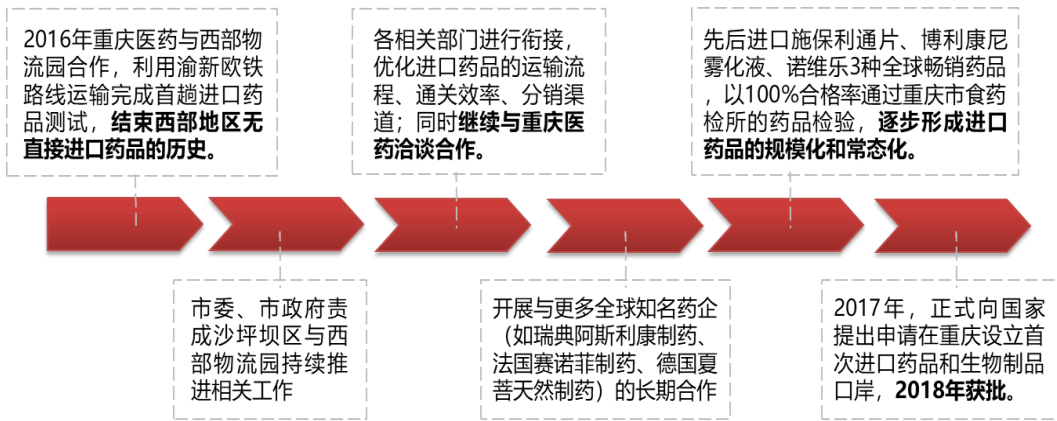 2016年重庆医药与西部物
流园合作，利用渝新欧铁
路线运输完成首趟进口药
品测试，结束西部地区无
直接进口药品的历史。
市委、市政府责
成沙坪坝区与西
部物流园持续推
进相关工作
各相关部门进行衔接，
优化进口药品的运输流
程、通关效率、分销渠
道；同时继续与重庆医
药洽谈合作。
开展与更多全球知名药企
（如瑞典阿斯利康制药、
法国赛诺菲制药、德国夏
菩天然制药）的长期合作
先后进口施保利通片、博利康尼
雾化液、诺维乐3种全球畅销药品
，以100%合格率通过重庆市食药
检所的药品检验，逐步形成进口
药品的规模化和常态化。
2017年，正式向国家
提出申请在重庆设立
首次进口药品和生物制品
口岸，2018年获批。